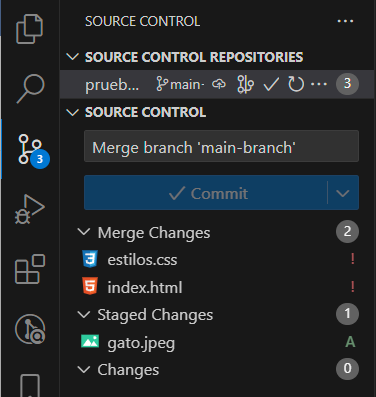 SOURCE CONTROL
SOURCE CONTROL REPOSITORIES
prueb... main- 3
SOURCE CONTROL
Merge branch 'main-branch'
3
Commit
Merge Changes 2
estilos.css !
index.html !
Staged Changes 1
gato.jpeg A
Changes 0